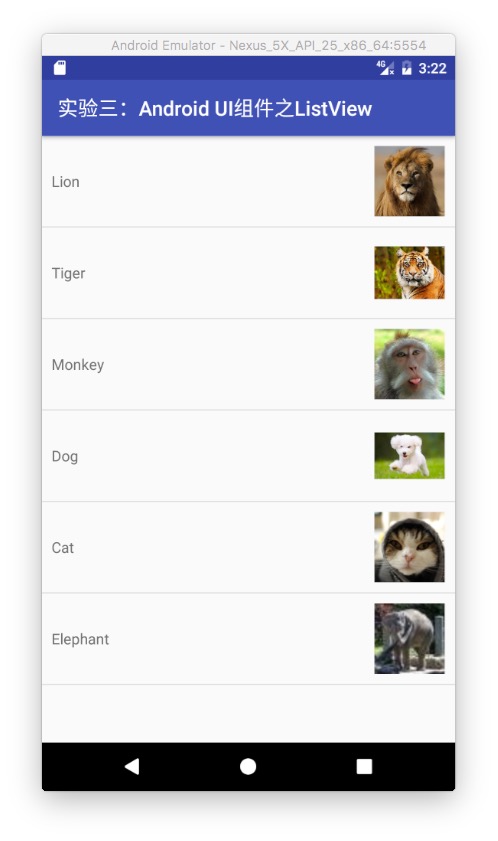 Android Emulator - Nexus_5X_API_25_x86_64:5554
4G 3:22
实验三：Android UI组件之ListView
Lion
Tiger
Monkey
Dog
Cat
Elephant